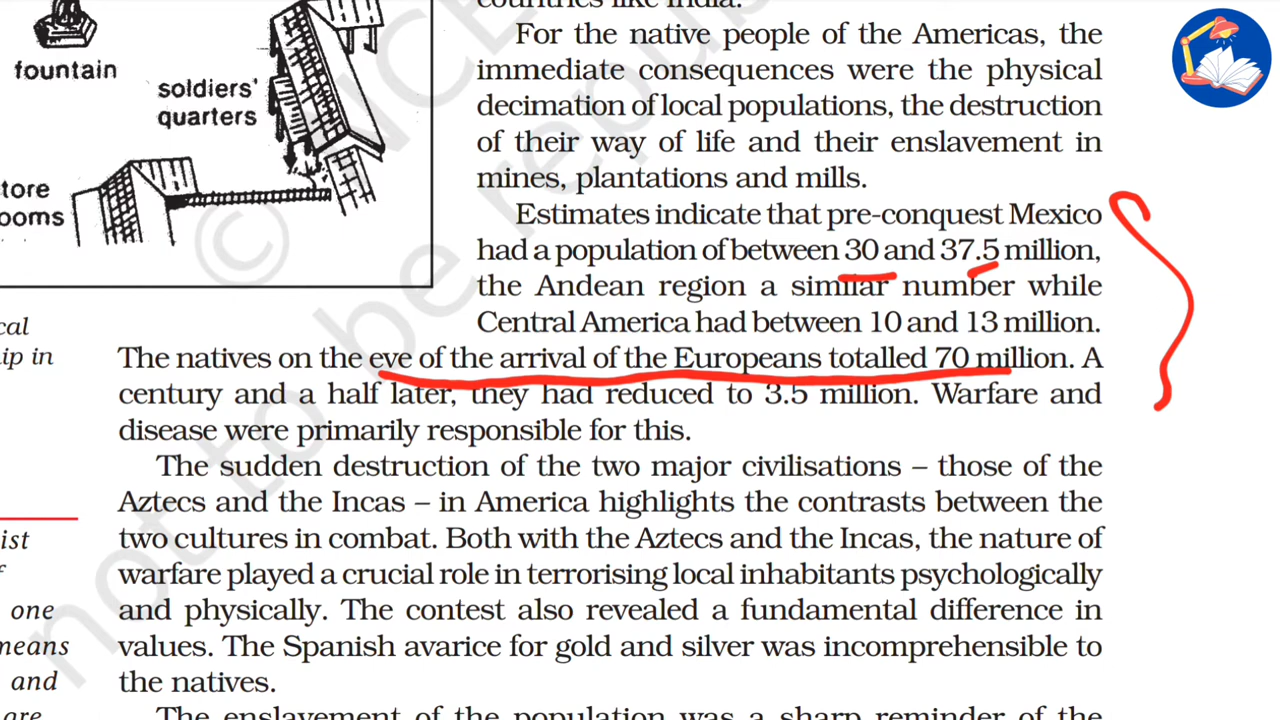 countries like India.
fountain
soldiers'
quarters
tore
ooms
For the native people of the Americas, the
immediate consequences were the physical
decimation of local populations, the destruction
of their way of life and their enslavement in
mines, plantations and mills.
Estimates indicate that pre-conquest Mexico
had a population of between 30 and 37.5 million,
the Andean region a similar number while
Central America had between 10 and 13 million.
The natives on the eve of the arrival of the Europeans totalled 70 million. A
century and a half later, they had reduced to 3.5 million. Warfare and
disease were primarily responsible for this.
The sudden destruction of the two major civilisations – those of the
Aztecs and the Incas – in America highlights the contrasts between the
two cultures in combat. Both with the Aztecs and the Incas, the nature of
warfare played a crucial role in terrorising local inhabitants psychologically
and physically. The contest also revealed a fundamental difference in
values. The Spanish avarice for gold and silver was incomprehensible to
the natives.
The enslavement of the population was a sharp reminder of the
cal
ip in
ist
f
one
means
and
are
© NCE
not to be repub